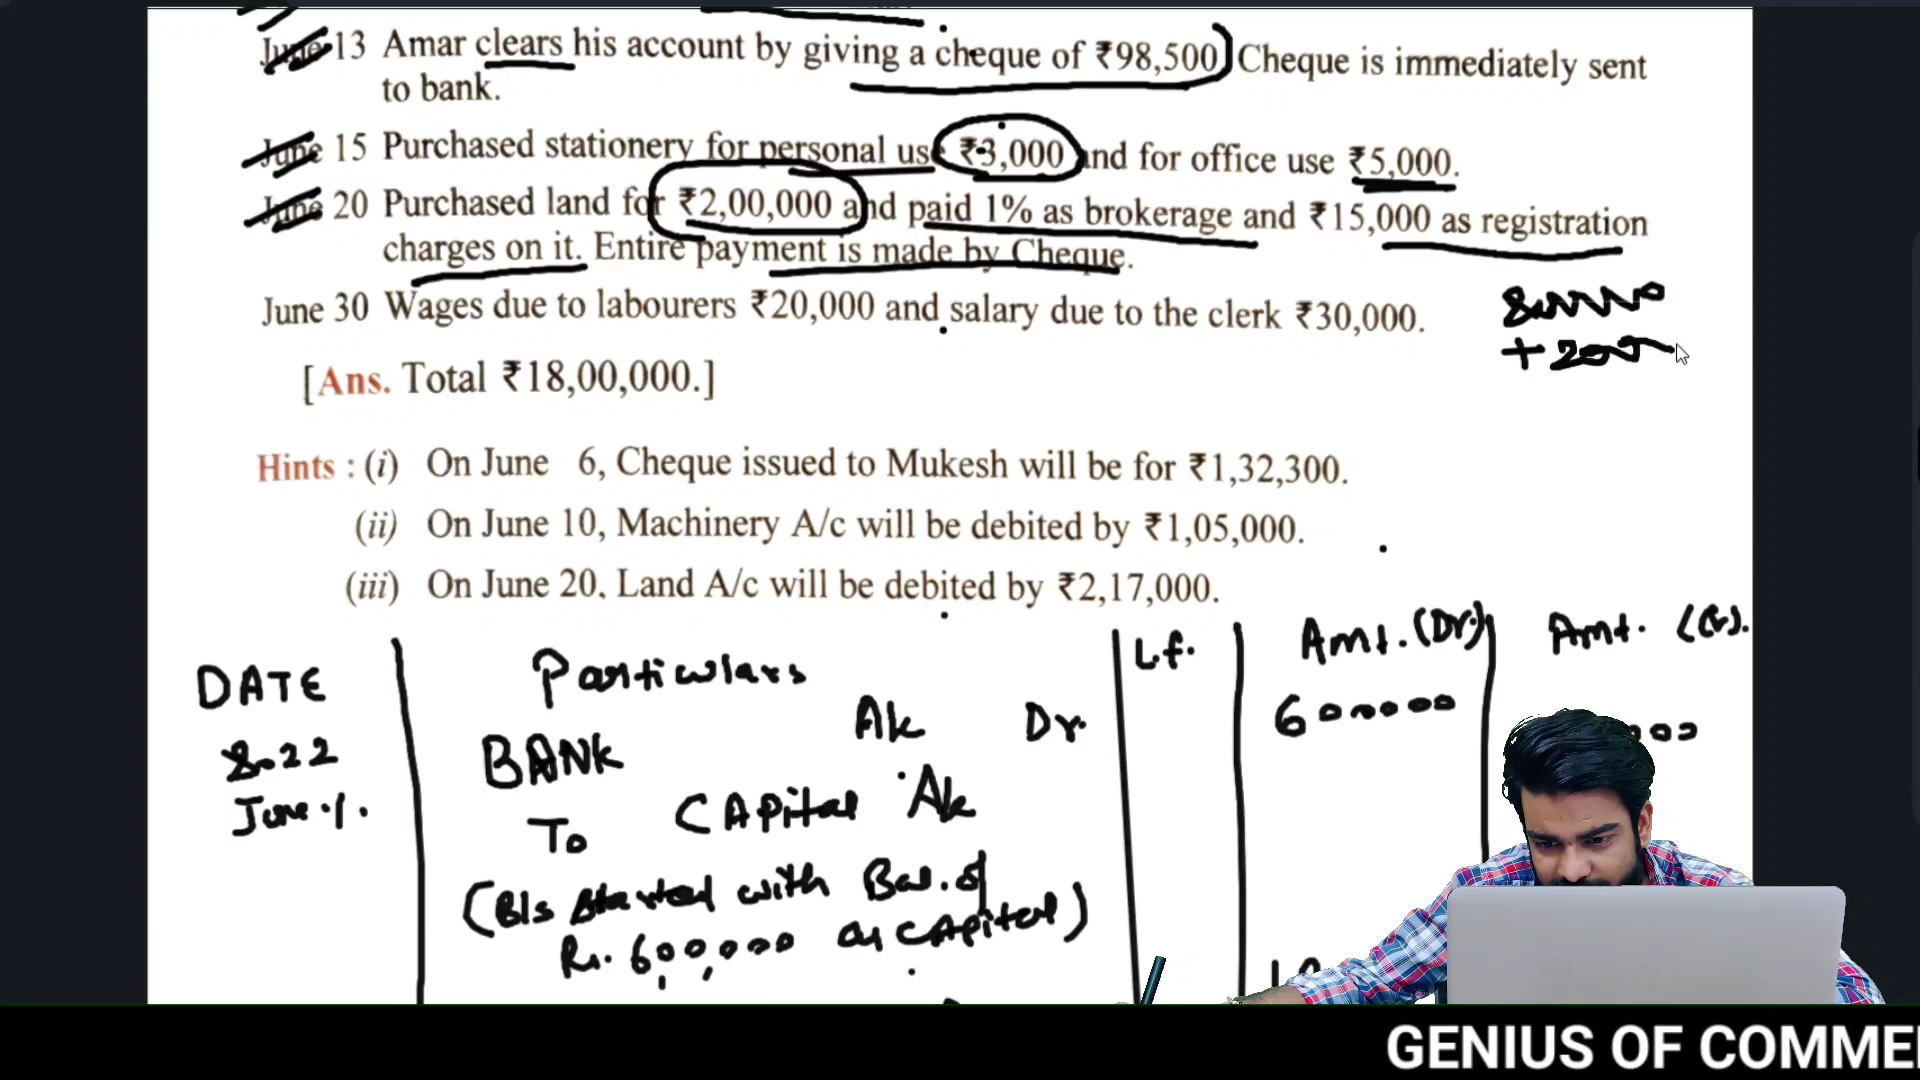 June 13 Amar clears his account by giving a cheque of ₹98,500 Cheque is immediately sent
to bank.
June 15 Purchased stationery for personal use ₹3,000 and for office use ₹5,000.
June 20 Purchased land for ₹2,00,000 and paid 1% as brokerage and ₹15,000 as registration
charges on it. Entire payment is made by Cheque.
June 30 Wages due to labourers ₹20,000 and salary due to the clerk ₹30,000.
[Ans. Total ₹18,00,000.]
Hints : (i) On June 6, Cheque issued to Mukesh will be for ₹1,32,300.
(ii) On June 10, Machinery A/c will be debited by ₹1,05,000.
(iii) On June 20, Land A/c will be debited by ₹2,17,000.
DATE Particulars L.f. Amt. (Dr.) Amt. (Cr).
2022 BANK A/c Dr. 600000
June 1. To CApital A/c
(B/s started with Bal. of
Rs. 600,000 as CApital)
GENIUS OF COMME